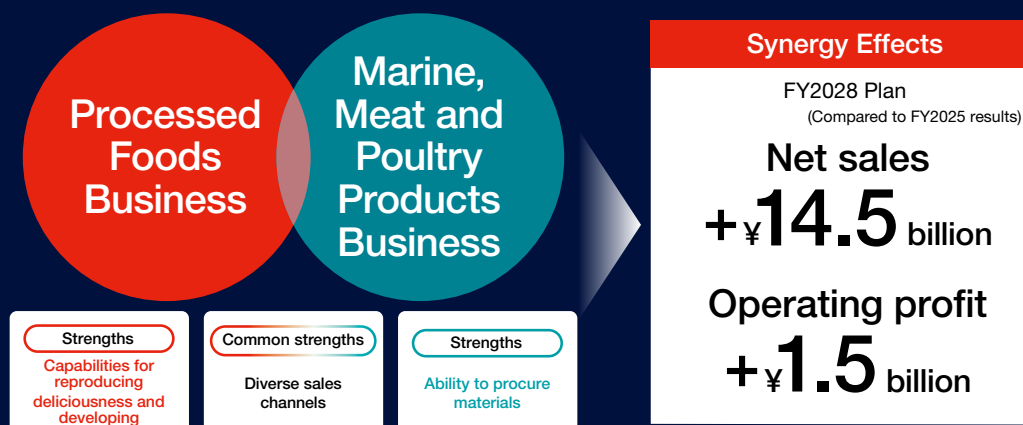 Processed
Foods
Business
Marine,
Meat and
Poultry
Products
Business
Strengths
Capabilities for
reproducing
deliciousness and
developing
Common strengths
Diverse sales
channels
Strengths
Ability to procure
materials
Synergy Effects
FY2028 Plan
(Compared to FY2025 results)
Net sales
+¥14.5 billion
Operating profit
+¥1.5 billion